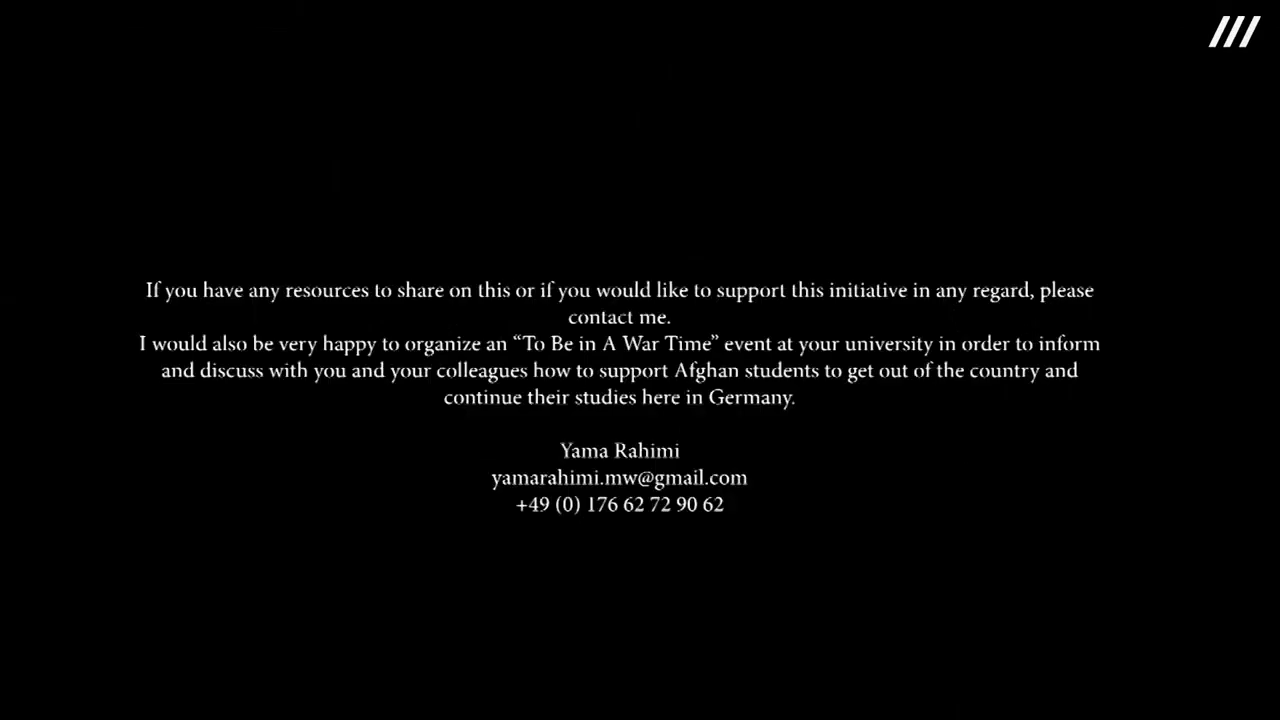 If you have any resources to share on this or if you would like to support this initiative in any regard, please
contact me.
I would also be very happy to organize an “To Be in A War Time” event at your university in order to inform
and discuss with you and your colleagues how to support Afghan students to get out of the country and
continue their studies here in Germany.
Yama Rahimi
yamarahimi.mw@gmail.com
+49 (0) 176 62 72 90 62